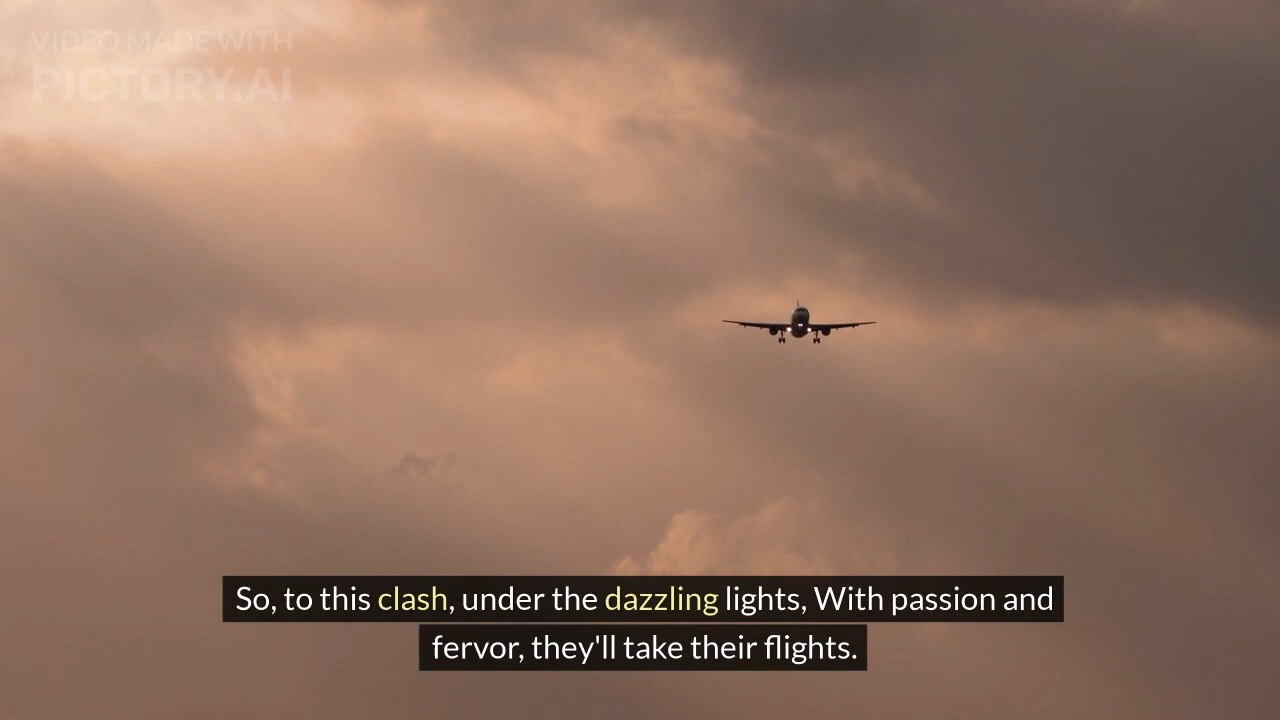 VIDEO MADE WITH
PICTORY.AI
So, to this clash, under the dazzling lights, With passion and
fervor, they'll take their flights.